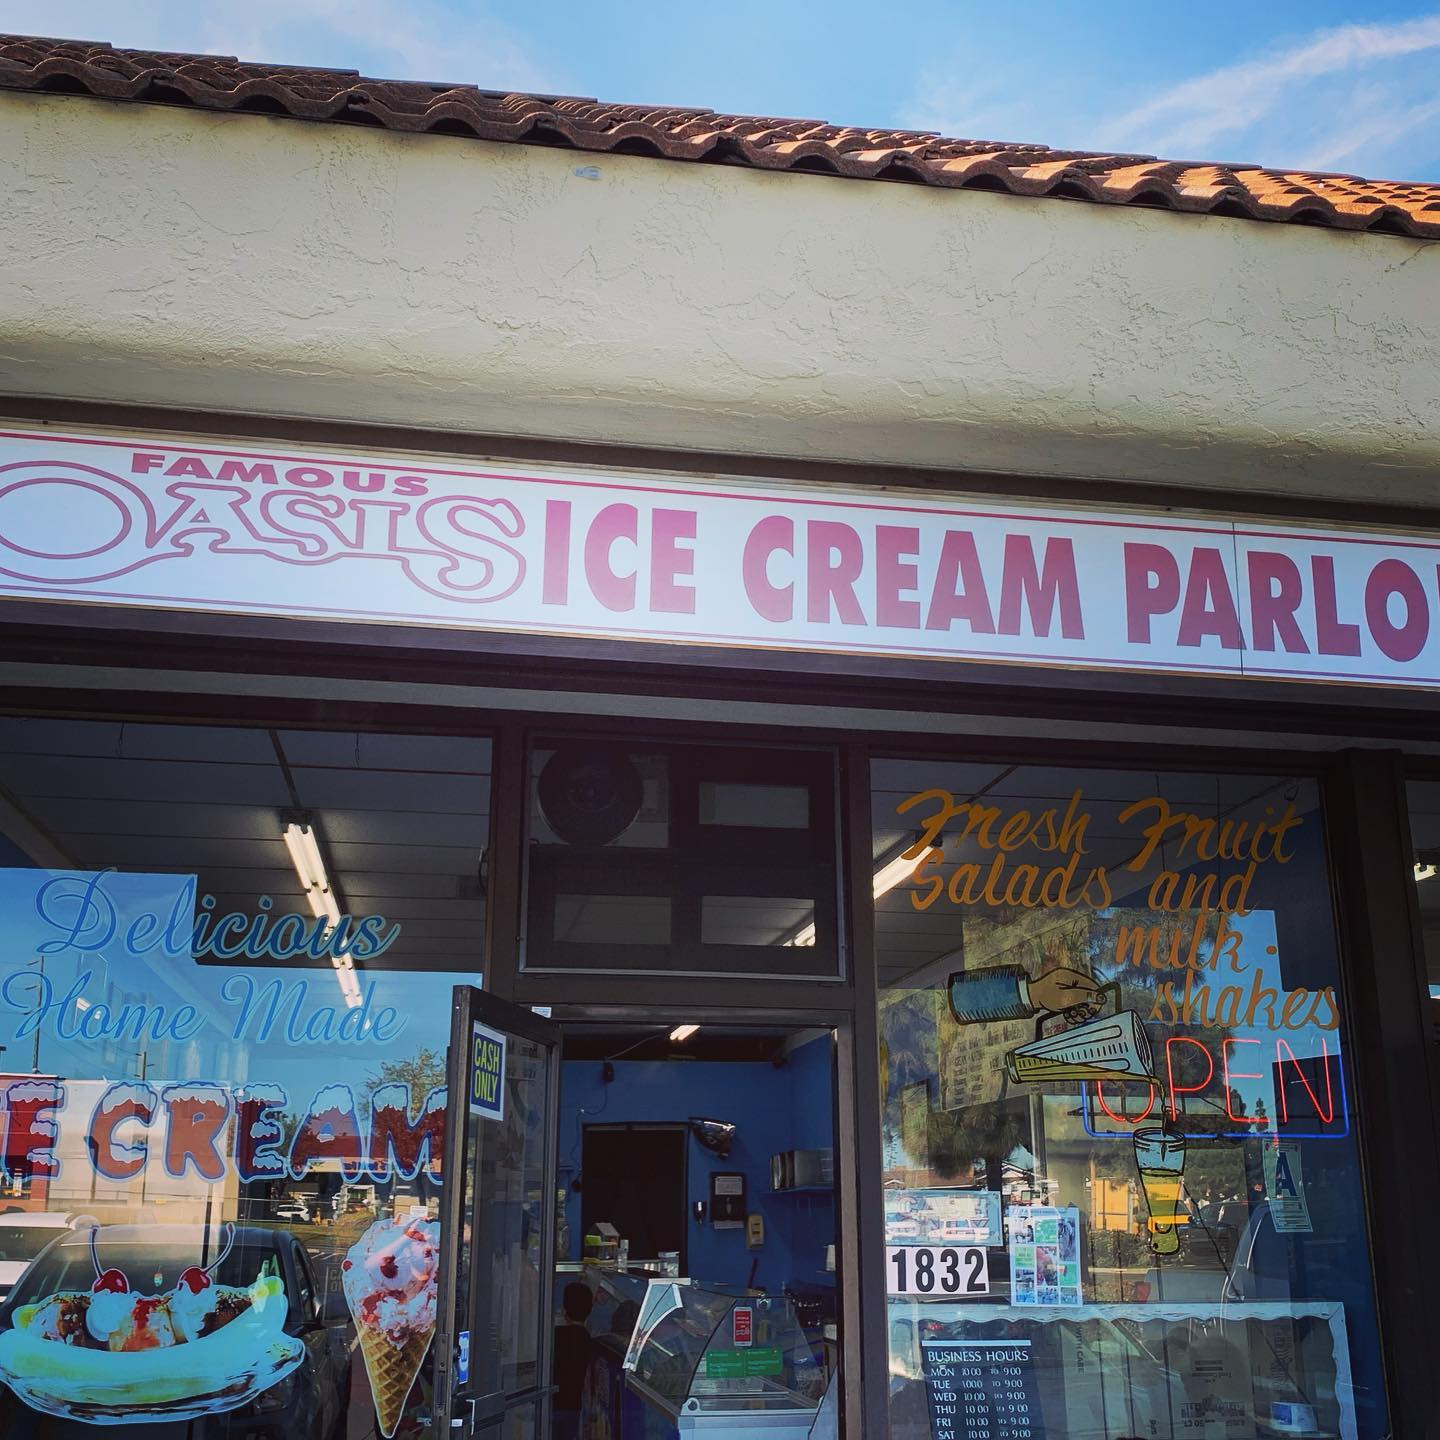 FAMOUS
OASIS ICE CREAM PARLO
Delicious
Home Made
E CREAM
CASH
ONLY
Fresh Fruit
Salads and
milk-
shakes
OPEN
A
1832
BUSINESS HOURS
MON 10 00 TO 9 00
TUE 10 00 TO 9 00
WED 10 00 TO 9 00
THU 10 00 TO 9 00
FRI 10 00 TO 9 00
SAT 10 00 TO 9 00